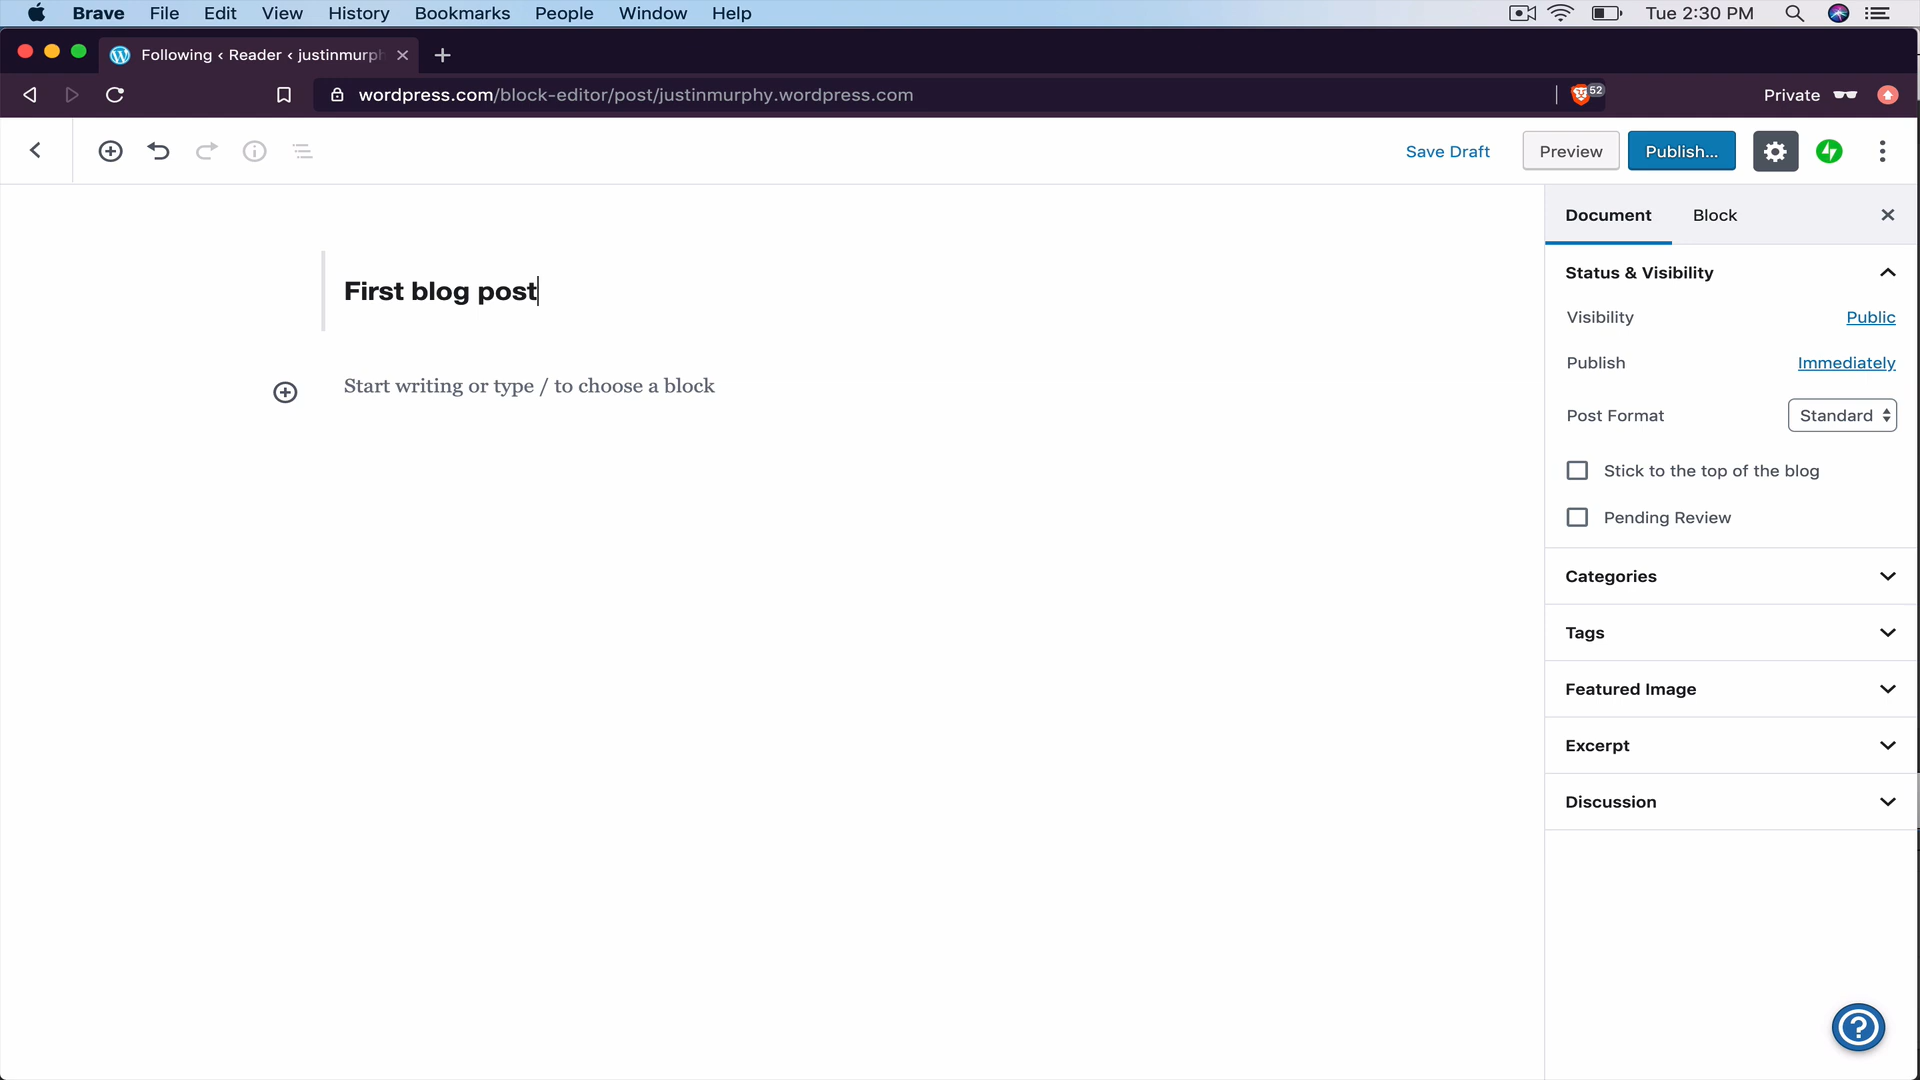 Brave File Edit View History Bookmarks People Window Help Tue 2:30 PM
Following ‹ Reader ‹ justinmurph
wordpress.com/block-editor/post/justinmurphy.wordpress.com 52 Private
Save Draft Preview Publish...
Document Block
First blog post
Start writing or type / to choose a block
Status & Visibility
Visibility Public
Publish Immediately
Post Format Standard
Stick to the top of the blog
Pending Review
Categories
Tags
Featured Image
Excerpt
Discussion